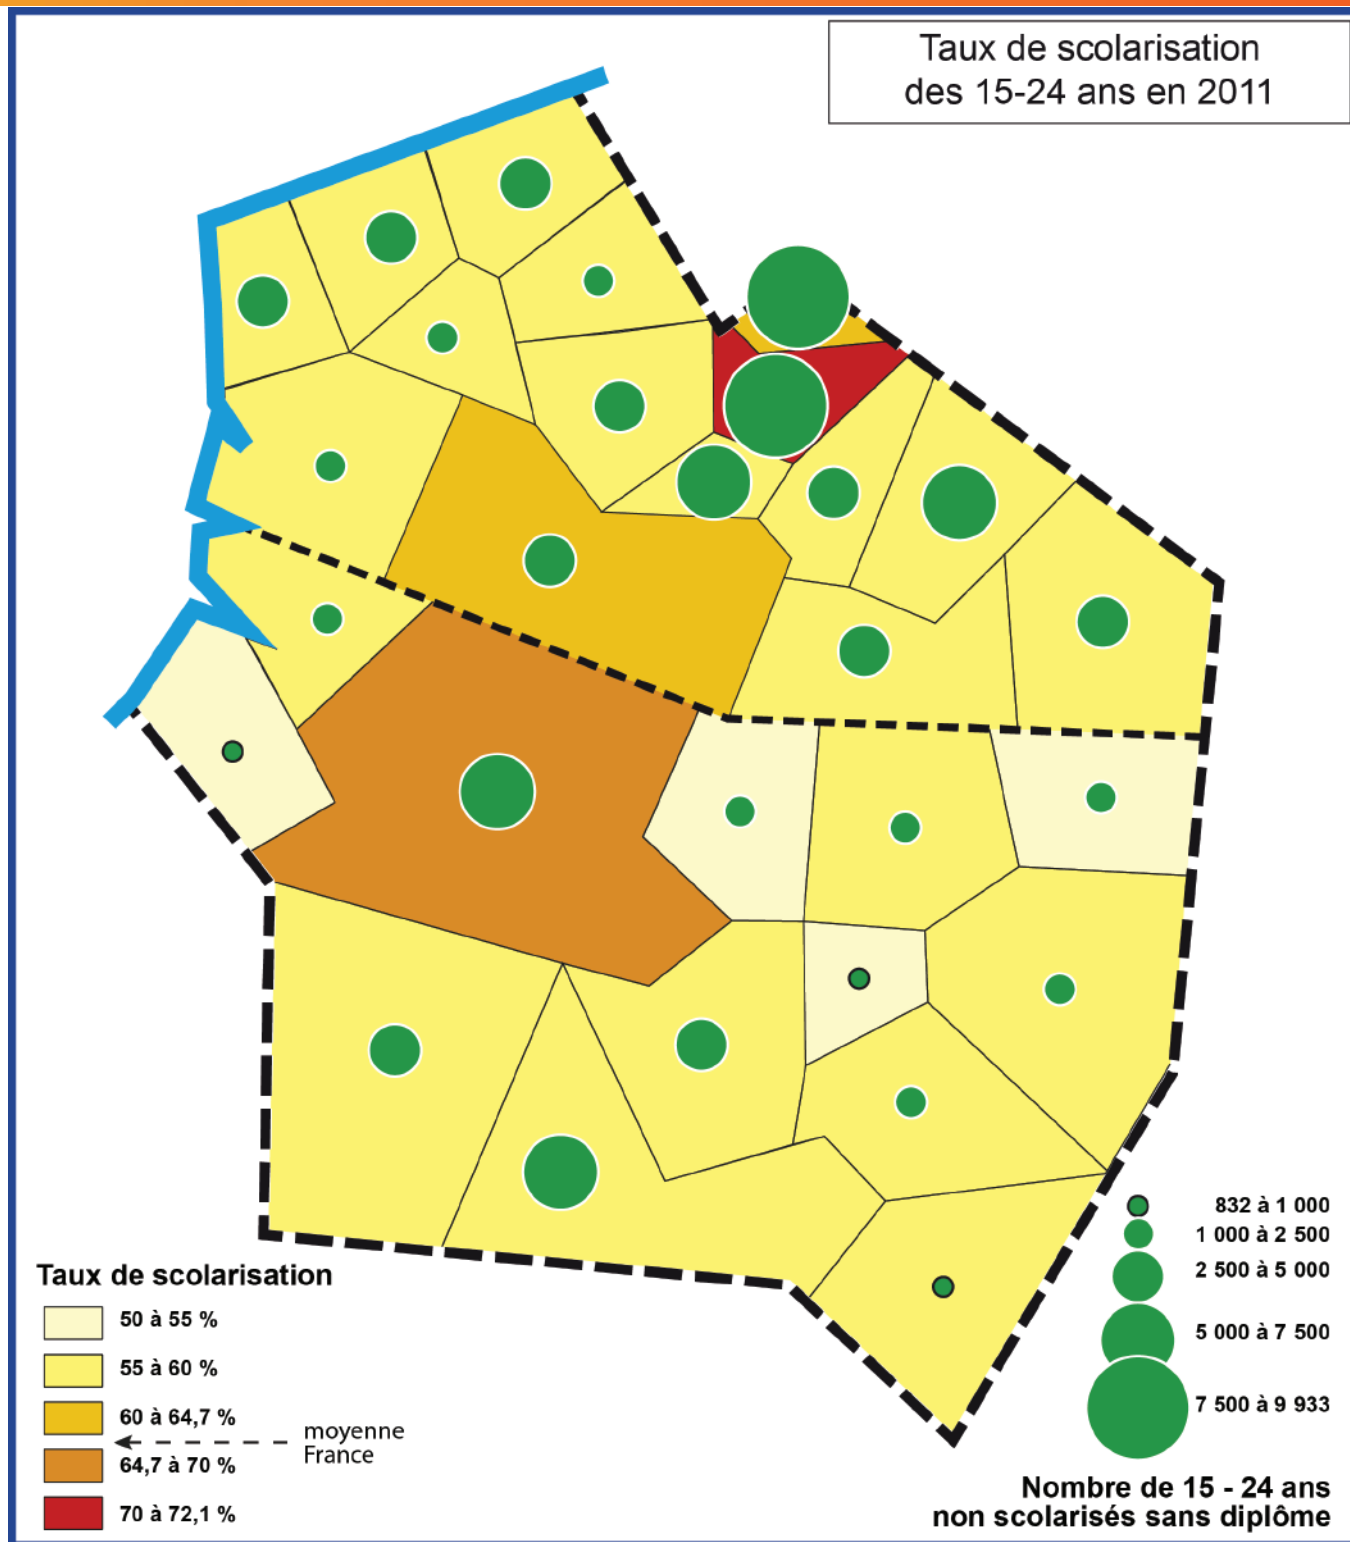 Taux de scolarisation
des 15-24 ans en 2011
Taux de scolarisation
50 à 55 %
55 à 60 %
60 à 64,7 %
moyenne
France
64,7 à 70 %
70 à 72,1 %
832 à 1 000
1 000 à 2 500
2 500 à 5 000
5 000 à 7 500
7 500 à 9 933
Nombre de 15 - 24 ans
non scolarisés sans diplôme